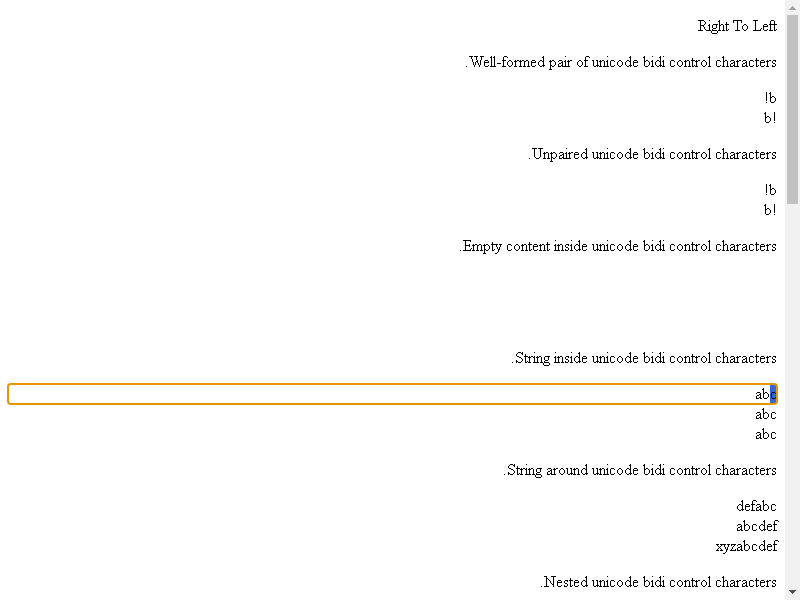 Right To Left
.Well-formed pair of unicode bidi control characters
!b
b!
.Unpaired unicode bidi control characters
!b
b!
.Empty content inside unicode bidi control characters
.String inside unicode bidi control characters
abc
abc
abc
.String around unicode bidi control characters
defabc
abcdef
xyzabcdef
.Nested unicode bidi control characters